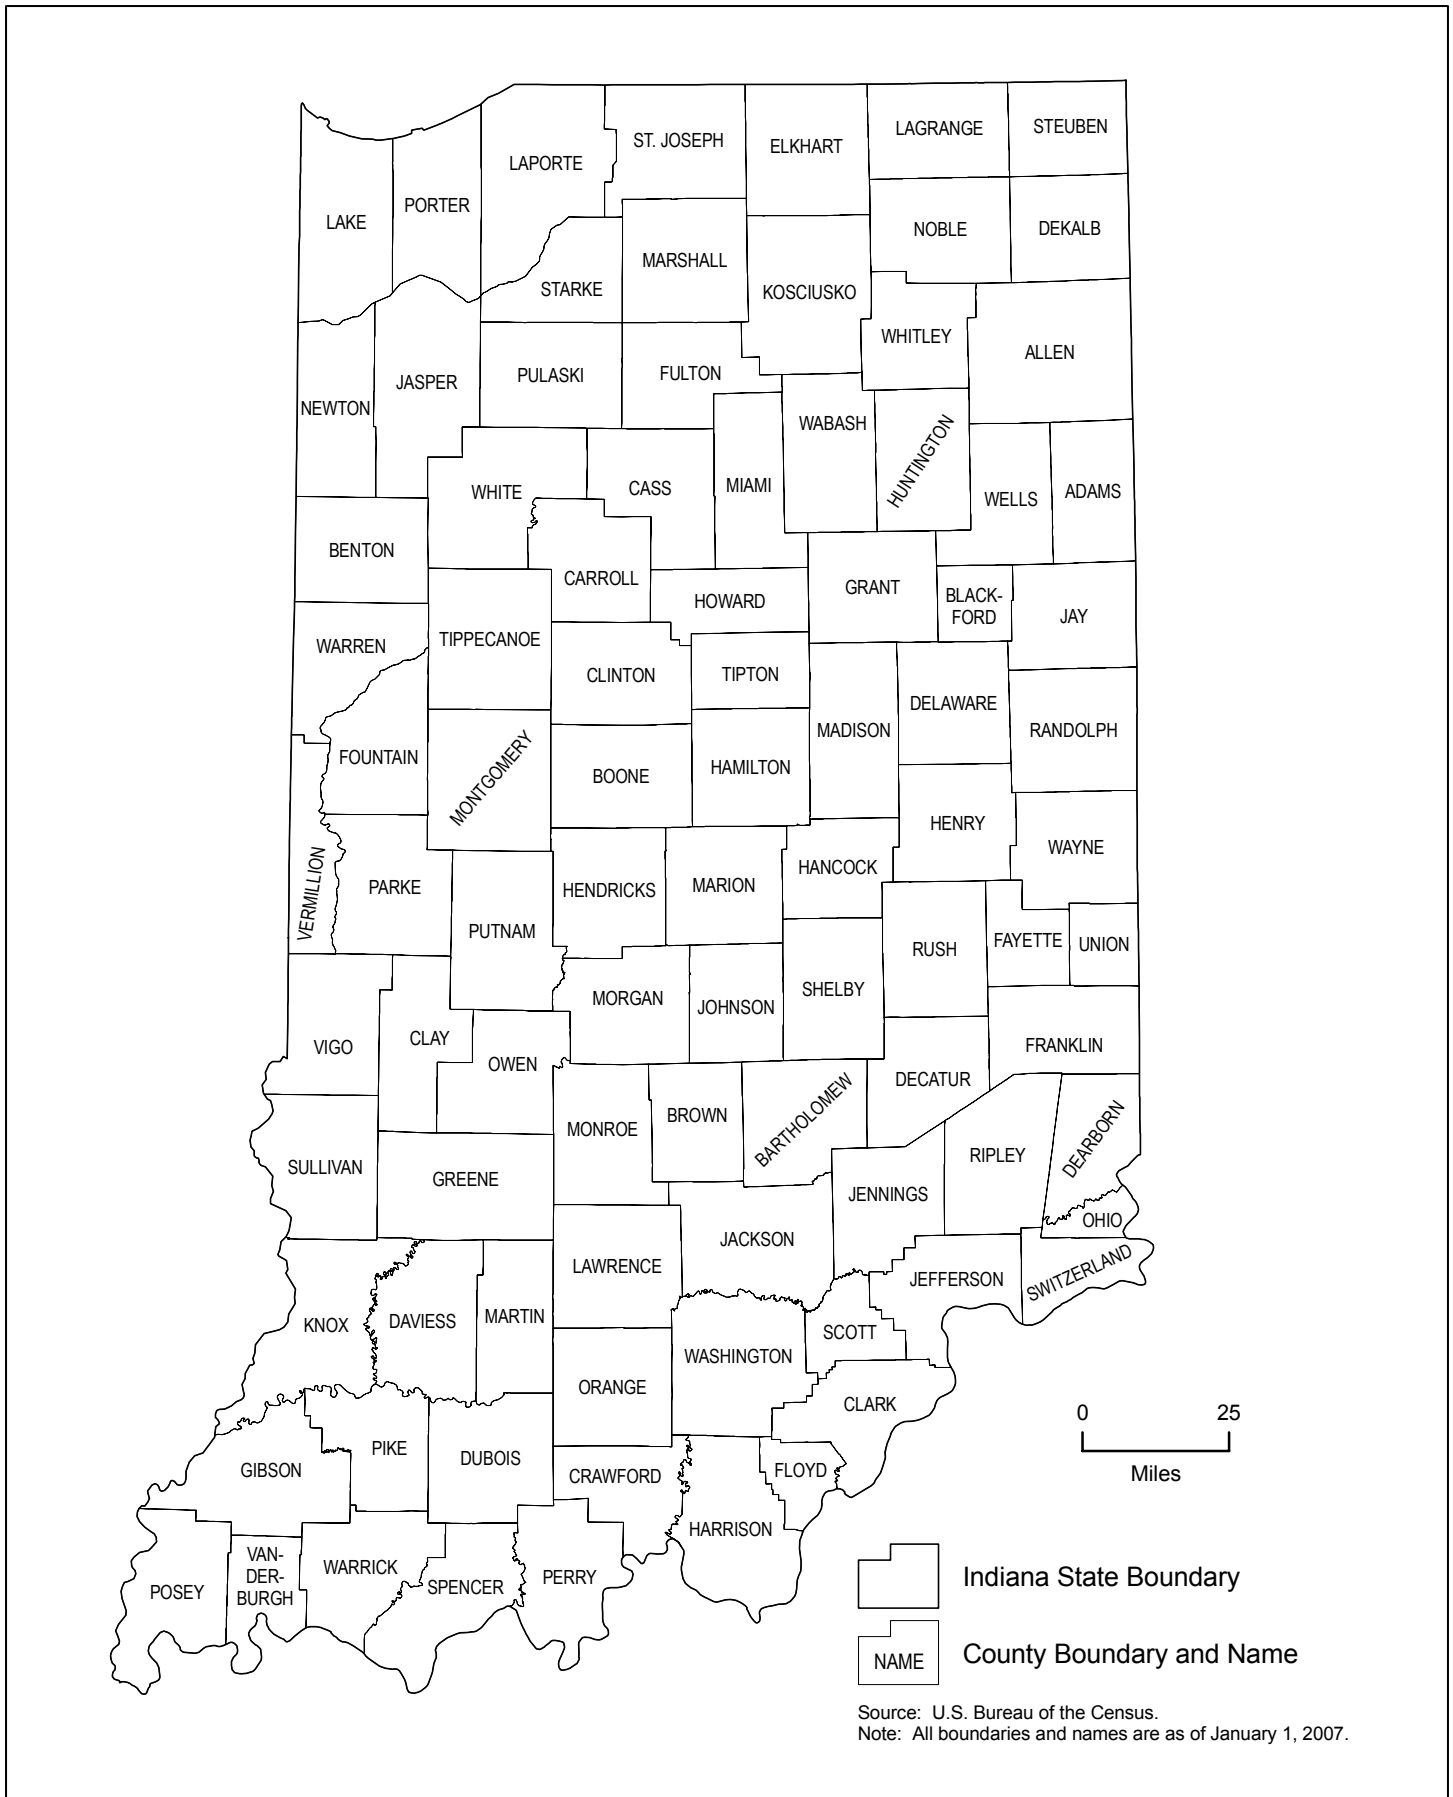 LAGRANGE
STEUBEN
ST. JOSEPH
ELKHART
LAPORTE
PORTER
LAKE
NOBLE
DEKALB
MARSHALL
STARKE
KOSCIUSKO
WHITLEY
ALLEN
PULASKI
FULTON
JASPER
NEWTON
WABASH
HUNTINGTON
WHITE
CASS
MIAMI
WELLS
ADAMS
BENTON
CARROLL
HOWARD
GRANT
BLACK-
FORD
JAY
WARREN
TIPPECANOE
CLINTON
TIPTON
DELAWARE
MADISON
RANDOLPH
FOUNTAIN
MONTGOMERY
BOONE
HAMILTON
HENRY
WAYNE
VERMILLION
PARKE
HENDRICKS
MARION
HANCOCK
PUTNAM
RUSH
FAYETTE
UNION
MORGAN
JOHNSON
SHELBY
VIGO
CLAY
OWEN
FRANKLIN
DECATUR
MONROE
BROWN
BARTHOLOMEW
DEARBORN
SULLIVAN
GREENE
RIPLEY
JENNINGS
OHIO
JACKSON
LAWRENCE
JEFFERSON
SWITZERLAND
KNOX
DAVIESS
MARTIN
SCOTT
WASHINGTON
ORANGE
CLARK
0 25
Miles
PIKE
DUBOIS
GIBSON
CRAWFORD
FLOYD
HARRISON
POSEY
VAN-
DER-
BURGH
WARRICK
SPENCER
PERRY
Indiana State Boundary
NAME
County Boundary and Name
Source: U.S. Bureau of the Census.
Note: All boundaries and names are as of January 1, 2007.